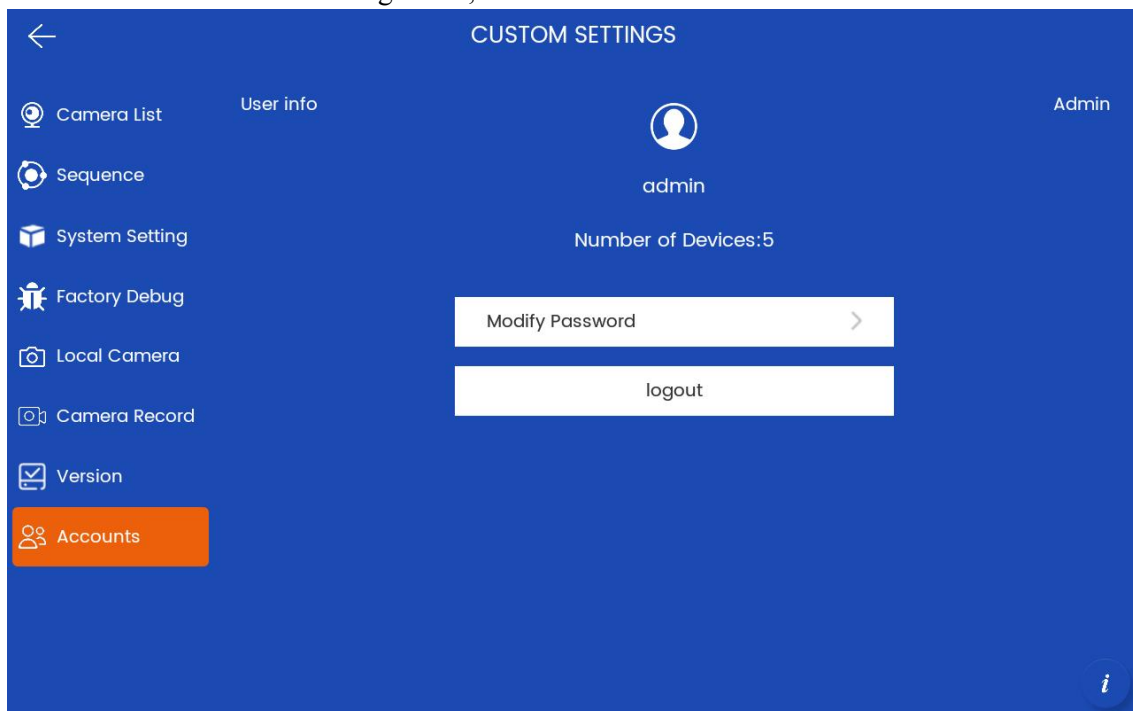 CUSTOM SETTINGS
Camera List
Sequence
System Setting
Factory Debug
Local Camera
Camera Record
Version
Accounts
User info
Admin
admin
Number of Devices:5
Modify Password
logout
i